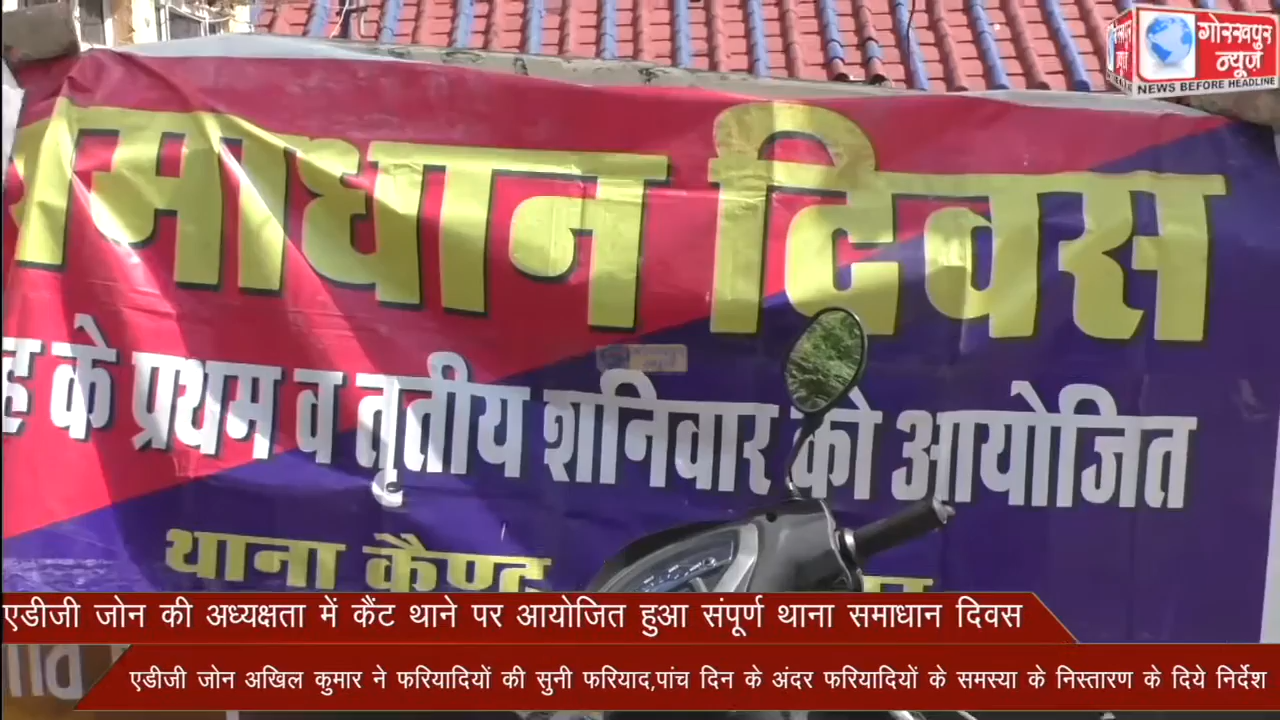 गोरखपुर
न्यूज़
NEWS BEFORE HEADLINE
समाधान दिवस
के प्रथम व तृतीय शनिवार को आयोजित
थाना कैण्ट
एडीजी जोन की अध्यक्षता में कैंट थाने पर आयोजित हुआ संपूर्ण थाना समाधान दिवस
एडीजी जोन अखिल कुमार ने फरियादियों की सुनी फरियाद,पांच दिन के अंदर फरियादियों के समस्या के निस्तारण के दिये निर्देश